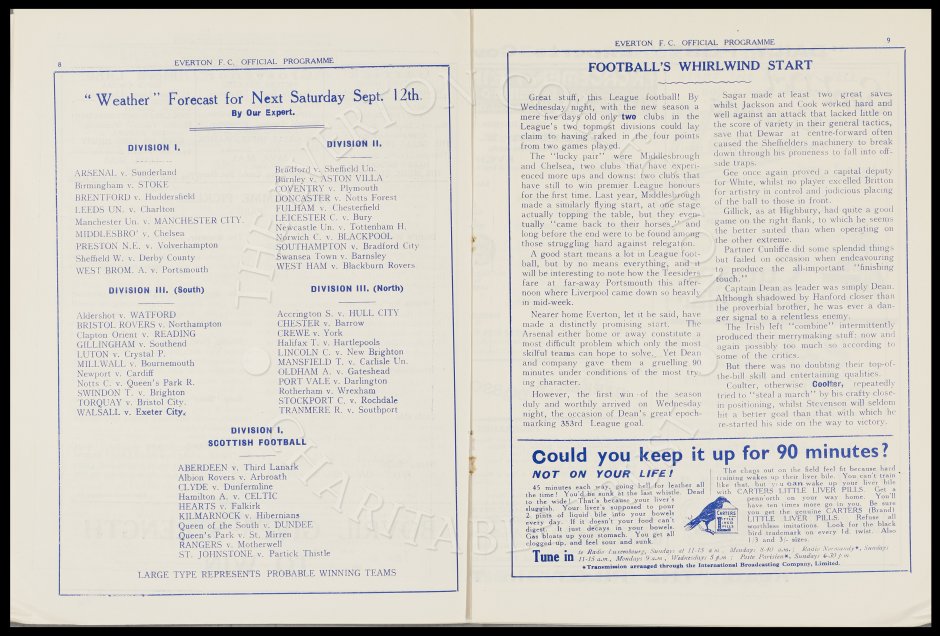 8
EVERTON F.C. OFFICIAL PROGRAMME
"Weather" Forecast for Next Saturday Sept. 12th.
By Our Expert.
DIVISION I.
ARSENAL v. Sunderland
Birmingham v. STOKE
BRENTFORD v. Huddersfield
LEEDS UN. v. Charlton
Manchester Un. v. MANCHESTER CITY.
MIDDLESBRO' v. Chelsea
PRESTON N.E. v. Wolverhampton
Sheffield W. v. Derby County
WEST BROM. A. v. Portsmouth
DIVISION II.
Bradford v. Sheffield Un.
Burnley v. ASTON VILLA
COVENTRY v. Plymouth
DONCASTER v. Notts Forest
FULHAM v. Chesterfield
LEICESTER C. v. Bury
Newcastle Un. v. Tottenham H.
Norwich C. v. BLACKPOOL
SOUTHAMPTON v. Bradford City
Swansea Town v. Barnsley
WEST HAM v. Blackburn Rovers
DIVISION III. (South)
Aldershot v. WATFORD
BRISTOL ROVERS v. Northampton
Clapton Orient v. READING
GILLINGHAM v. Southend
LUTON v. Crystal P.
MILLWALL v. Bournemouth
Newport v. Cardiff
Notts C. v. Queen's Park R.
SWINDON T. v. Brighton
TORQUAY v. Bristol City.
WALSALL v. Exeter City.
DIVISION III. (North)
Accrington S. v. HULL CITY
CHESTER v. Barrow
CREWE v. York
Halifax T. v. Hartlepools
LINCOLN C. v. New Brighton
MANSFIELD T. v. Carlisle Un.
OLDHAM A. v. Gateshead
PORT VALE v. Darlington
Rotherham v. Wrexham
STOCKPORT C. v. Rochdale
TRANMERE R. v. Southport
DIVISION I.
SCOTTISH FOOTBALL
ABERDEEN v. Third Lanark
Albion Rovers v. Arbroath
CLYDE v. Dunfermline
Hamilton A. v. CELTIC
HEARTS v. Falkirk
KILMARNOCK v. Hibernians
Queen of the South v. DUNDEE
Queen's Park v. St. Mirren
RANGERS v. Motherwell
ST. JOHNSTONE v. Partick Thistle
LARGE TYPE REPRESENTS PROBABLE WINNING TEAMS
EVERTON F.C. OFFICIAL PROGRAMME
9
FOOTBALL'S WHIRLWIND START
Great stuff, this League football! By
Wednesday night, with the new season a
mere five days old only two clubs in the
League's two topmost divisions could lay
claim to having raked in the four points
from two games played.
The "lucky pair" were Middlesbrough
and Chelsea, two clubs that have experi-
enced more ups and downs: two clubs that
have still to win premier League honours
for the first time. Last year, Middlesbrough
made a similarly flying start, at one stage
actually topping the table, but they even-
tually "came back to their horses," and
long before the end were to be found among
those struggling hard against relegation.
A good start means a lot in League foot-
ball, but by no means everything, and it
will be interesting to note how the Teesiders
fare at far-away Portsmouth this after-
noon where Liverpool came down so heavily
in mid-week.
Nearer home Everton, let it be said, have
made a distinctly promising start. The
Arsenal either home or away constitute a
most difficult problem which only the most
skilful teams can hope to solve. Yet Dean
and company gave them a gruelling 90
minutes under conditions of the most try-
ing character.
However, the first win of the season
duly and worthily arrived on Wednesday
night, the occasion of Dean's great epoch-
marking 353rd League goal.
Sagar made at least two great saves
whilst Jackson and Cook worked hard and
well against an attack that lacked little on
the score of variety in their general tactics,
save that Dewar at centre-forward often
caused the Sheffielders machinery to break
down through his proneness to fall into off-
side traps.
Gee once again proved a capital deputy
for White, whilst no player excelled Britton
for artistry in control and judicious placing
of the ball to those in front.
Gillick, as at Highbury, had quite a good
game on the right flank, to which he seems
the better suited than when operating on
the other extreme.
Partner Cunliffe did some splendid things
but failed on occasion when endeavouring
to produce the all-important "finishing
touch."
Captain Dean as leader was simply Dean.
Although shadowed by Hanford closer than
the proverbial brother, he was ever a dan-
ger signal to a relentless enemy.
The Irish left "combine" intermittently
produced their merrymaking stuff: now and
again possibly too much so according to
some of the critics.
But there was no doubting their top-of-
the-bill skill and entertaining qualities.
Coulter, otherwise Coolter, repeatedly
tried to "steal a march" by his crafty close-
in positioning, whilst Stevenson will seldom
hit a better goal than that with which he
re-started his side on the way to victory.
Could you keep it up for 90 minutes?
NOT ON YOUR LIFE!
45 minutes each way, going hell for leather all
the time! You'd be sunk at the last whistle. Dead
to the wide! That's because your liver's
sluggish. Your liver's supposed to pour
2 pints of liquid bile into your bowels
every day. If it doesn't your food can't
digest. It just decays in your bowels.
Gas bloats up your stomach. You get all
clogged-up, and feel sour and sunk.
CARTERS
LITTLE
LIVER
PILLS
The chaps out on the field feel fit because hard
training wakes up their liver bile. You can't train
like that, but you can wake up your liver bile
with CARTERS LITTLE LIVER PILLS. Get a
penn'orth on your way home. You'll
have ten times more go in you. Be sure
you get the genuine CARTERS (Brand)
LITTLE LIVER PILLS. Refuse all
worthless imitations. Look for the black
bird trademark on every 1d. twist. Also
1/3 and 3/- sizes.
Tune in to Radio Luxembourg, Sundays at 11-15 a.m., Mondays 8-40 a.m.; Radio Normandy*, Sundays
11-15 a.m., Mondays 9 a.m., Wednesdays 5 p.m.; Poste Parisien*, Sundays 6-30 p.m.
*Transmission arranged through the International Broadcasting Company, Limited.